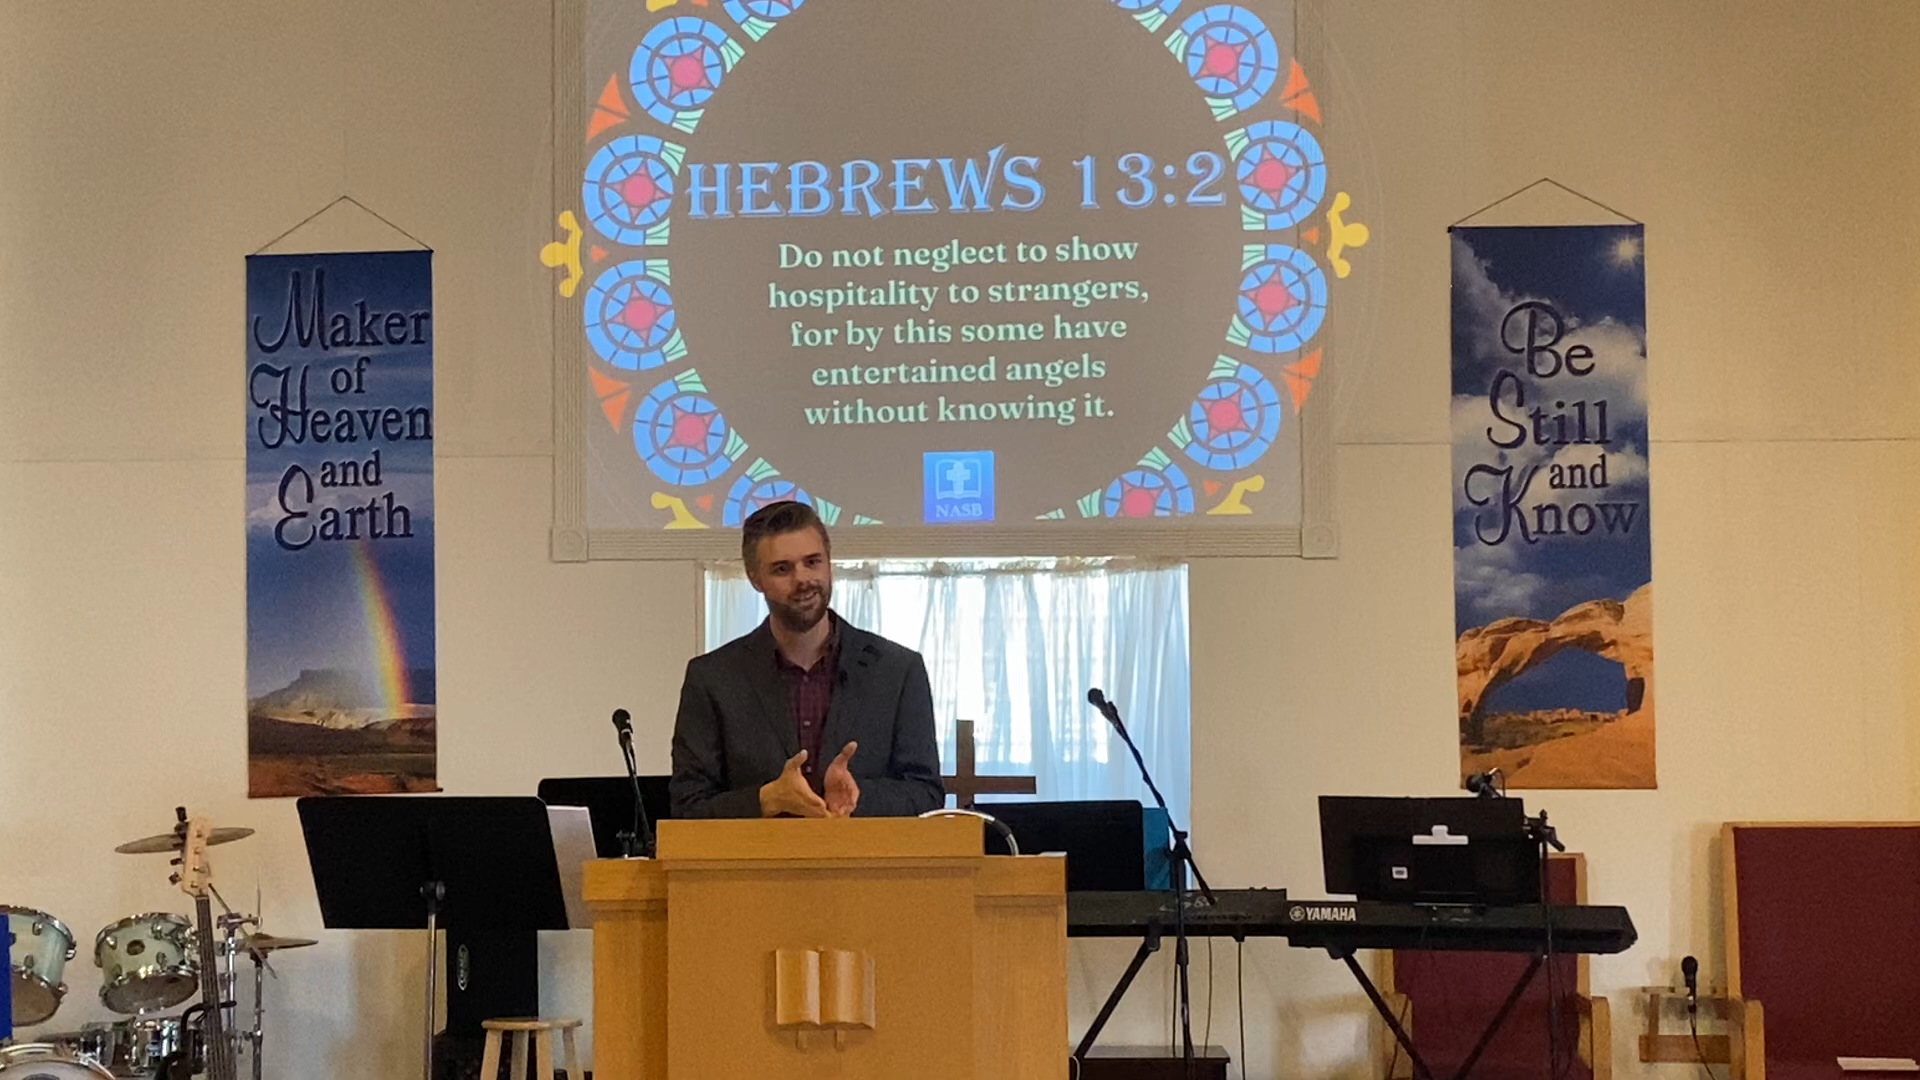 HEBREWS 13:2
Do not neglect to show
hospitality to strangers,
for by this some have
entertained angels
without knowing it.
NASB
Maker
of
Heaven
and
Earth
Be
Still
and
Know
YAMAHA